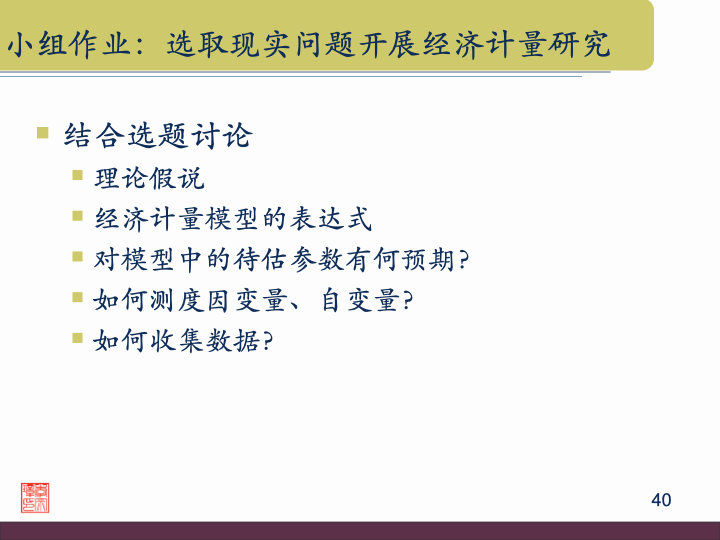 小组作业：选取现实问题开展经济计量研究
结合选题讨论
理论假说
经济计量模型的表达式
对模型中的待估参数有何预期?
如何测度因变量、自变量?
如何收集数据?
40